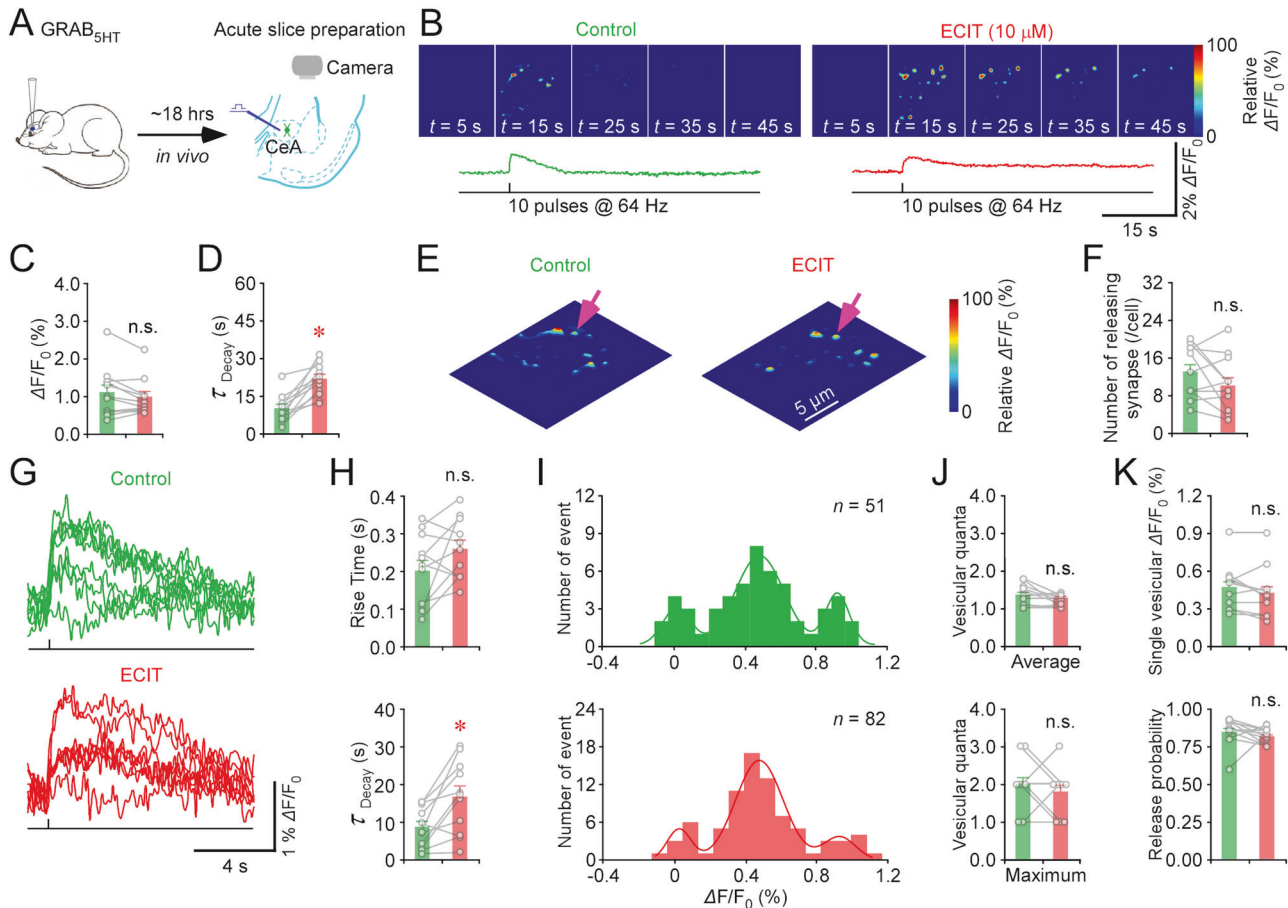 A
GRAB5HT
Acute slice preparation
Camera
~18 hrs
in vivo
CeA
B
Control
ECIT (10 μM)
t = 5 s t = 15 s t = 25 s t = 35 s t = 45 s
t = 5 s t = 15 s t = 25 s t = 35 s t = 45 s
100
0
Relative
ΔF/F0 (%)
10 pulses @ 64 Hz
10 pulses @ 64 Hz
2% ΔF/F0
15 s
C
ΔF/F0 (%)
4.0
3.0
2.0
1.0
0.0
n.s.
D
τ Decay (s)
60
45
30
15
0
*
E
Control
ECIT
5 μm
100
0
Relative ΔF/F0 (%)
F
Number of releasing
synapse (/cell)
32
24
16
8
0
n.s.
G
Control
ECIT
1 % ΔF/F0
4 s
H
Rise Time (s)
0.4
0.3
0.2
0.1
0
n.s.
τ Decay (s)
40
30
20
10
0
*
I
Number of event
12
9
6
3
0
n = 51
-0.4 0 0.4 0.8 1.2
Number of event
24
18
12
6
0
n = 82
-0.4 0 0.4 0.8 1.2
ΔF/F0 (%)
J
Vesicular quanta
4.0
3.0
2.0
1.0
0.0
n.s.
Average
Vesicular quanta
4.0
3.0
2.0
1.0
0.0
n.s.
Maximum
K
Single vesicular ΔF/F0 (%)
1.2
0.9
0.6
0.3
0.0
n.s.
Release probability
1.00
0.75
0.50
0.25
0.00
n.s.